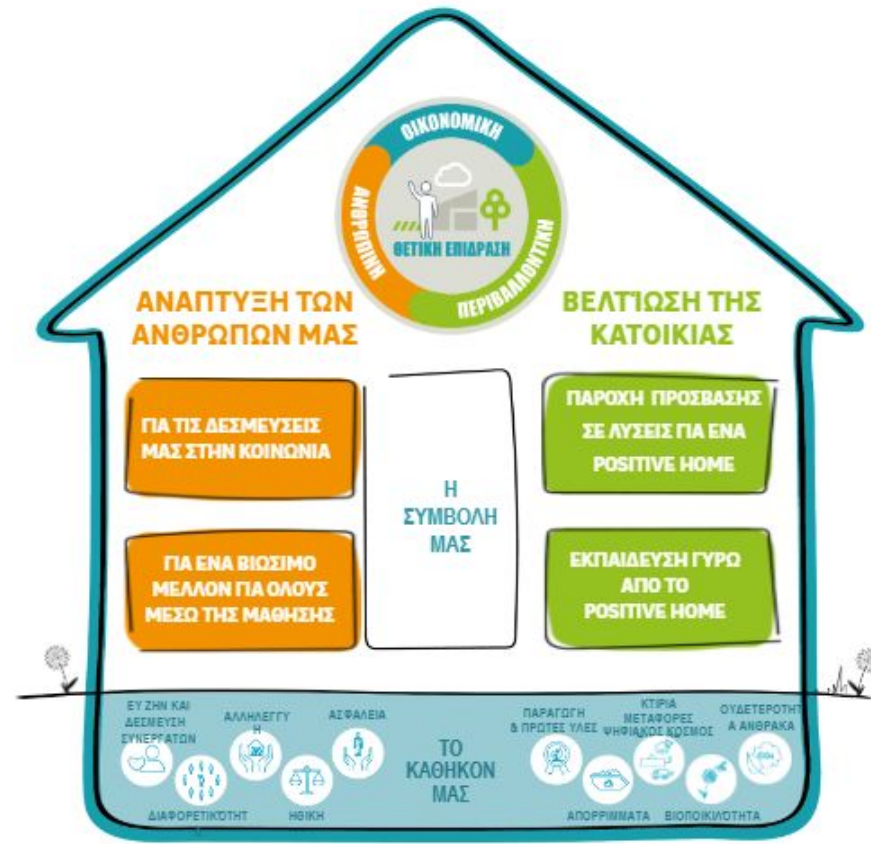 ΟΙΚΟΝΟΜΙΚΗ
ΑΝΘΡΩΠΙΝΗ
ΠΕΡΙΒΑΛΛΟΝΤΙΚΗ
ΘΕΤΙΚΗ ΕΠΙΔΡΑΣΗ
ΑΝΑΠΤΥΞΗ ΤΩΝ
ΑΝΘΡΩΠΩΝ ΜΑΣ
ΒΕΛΤΊΩΣΗ ΤΗΣ
ΚΑΤΟΙΚΙΑΣ
ΓΙΑ ΤΙΣ ΔΕΣΜΕΥΣΕΙΣ
ΜΑΣ ΣΤΗΝ ΚΟΙΝΩΝΙΑ
ΓΙΑ ΕΝΑ ΒΙΩΣΙΜΟ
ΜΕΛΛΟΝ ΓΙΑ ΟΛΟΥΣ
ΜΕΣΩ ΤΗΣ ΜΑΘΗΣΗΣ
Η
ΣΥΜΒΟΛΗ
ΜΑΣ
ΠΑΡΟΧΗ ΠΡΟΣΒΑΣΗΣ
ΣΕ ΛΥΣΕΙΣ ΓΙΑ ΕΝΑ
POSITIVE HOME
ΕΚΠΑΙΔΕΥΣΗ ΓΥΡΩ
ΑΠΟ ΤΟ
POSITIVE HOME
ΕΥ ΖΗΝ ΚΑΙ
ΔΕΣΜΕΥΣΗ
ΣΥΝΕΡΓΑΤΩΝ
ΔΙΑΦΟΡΕΤΙΚΌΤΗΤ
ΑΛΛΗΛΕΓΓΥ
Η
ΗΘΙΚΗ
ΑΣΦΑΛΕΙΑ
ΤΟ
ΚΑΘΗΚΟΝ
ΜΑΣ
ΠΑΡΑΓΩΓΗ
& ΠΡΩΤΕΣ ΥΛΕΣ
ΑΠΟΡΡΙΜΜΑΤΑ
ΚΤΙΡΙΑ
ΜΕΤΑΦΟΡΕΣ
ΨΗΦΙΑΚΟΣ ΚΟΣΜΟΣ
ΒΙΟΠΟΙΚΙΛΌΤΗΤΑ
ΟΥΔΕΤΕΡΟΤΗΤ
Α ΑΝΘΡΑΚΑ